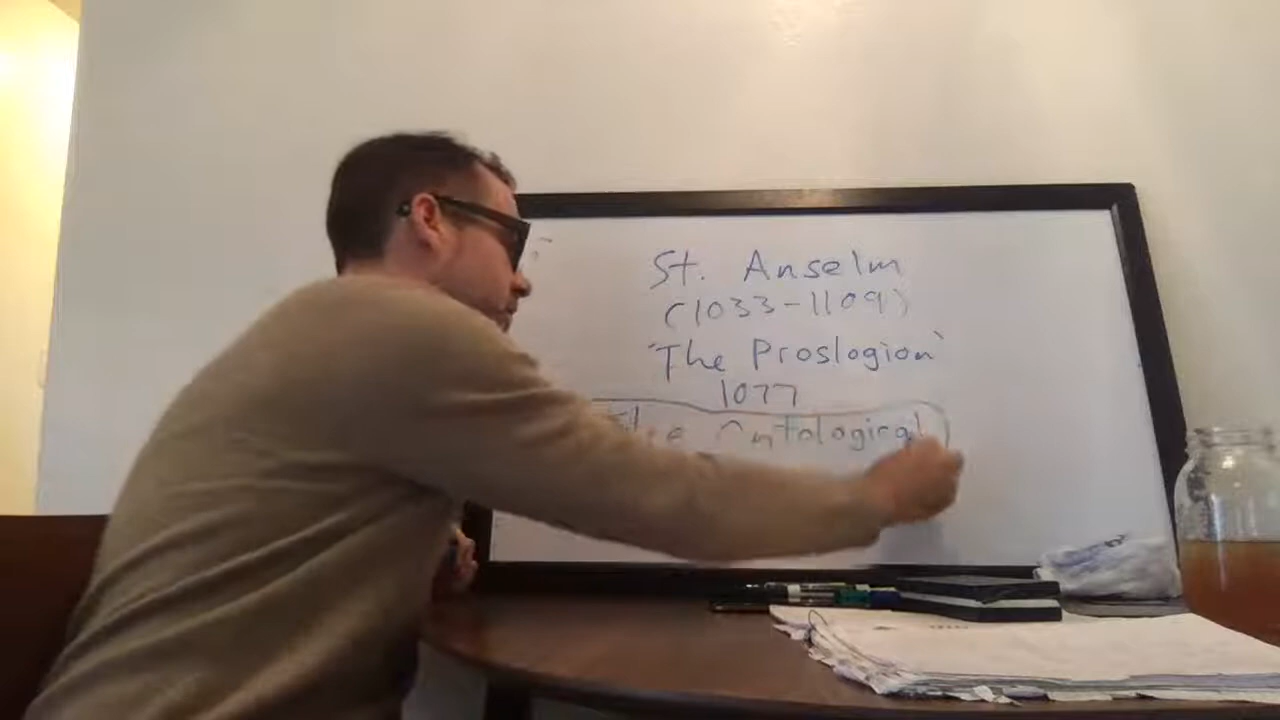 St. Anselm
(1033-1109)
"The Proslogion"
1077
The Ontological